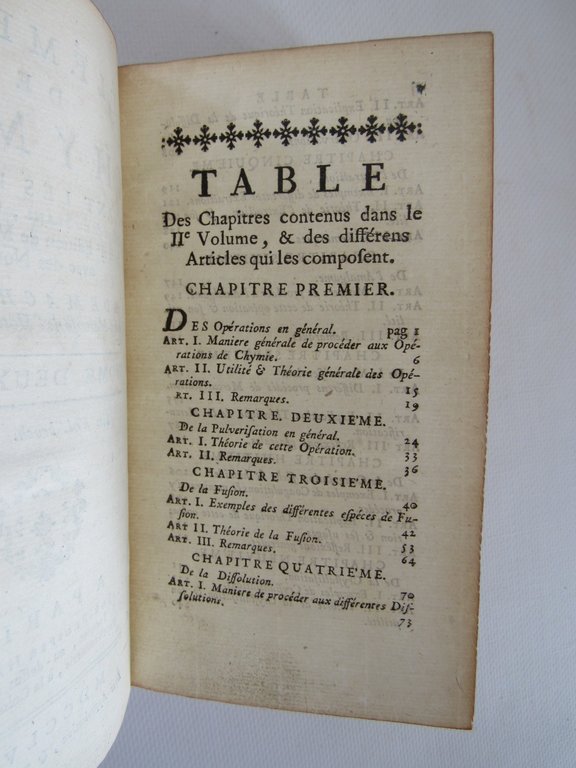 TABLE
Des Chapitres contenus dans le
IIe Volume, & des différens
Articles qui les composent.
CHAPITRE PREMIER.
DES Opérations en général. pag 1
ART. I. Maniere générale de procéder aux Opé-
rations de Chymie. 6
ART. II. Utilité & Théorie générale des Opé-
rations. 15
RT. III. Remarques. 19
CHAPITRE DEUXIE'ME.
De la Pulverisation en général. 24
ART. I. Théorie de cette Opération. 33
ART. II. Remarques. 36
CHAPITRE TROISIE'ME.
De la Fusion. 40
ART. I. Exemples des différentes espéces de Fu-
sion. 42
ART II. Théorie de la Fusion. 53
ART. III. Remarques. 64
CHAPITRE QUATRIE'ME.
De la Dissolution. 70
ART. I. Maniere de procéder aux différentes Dis-
solutions. 73